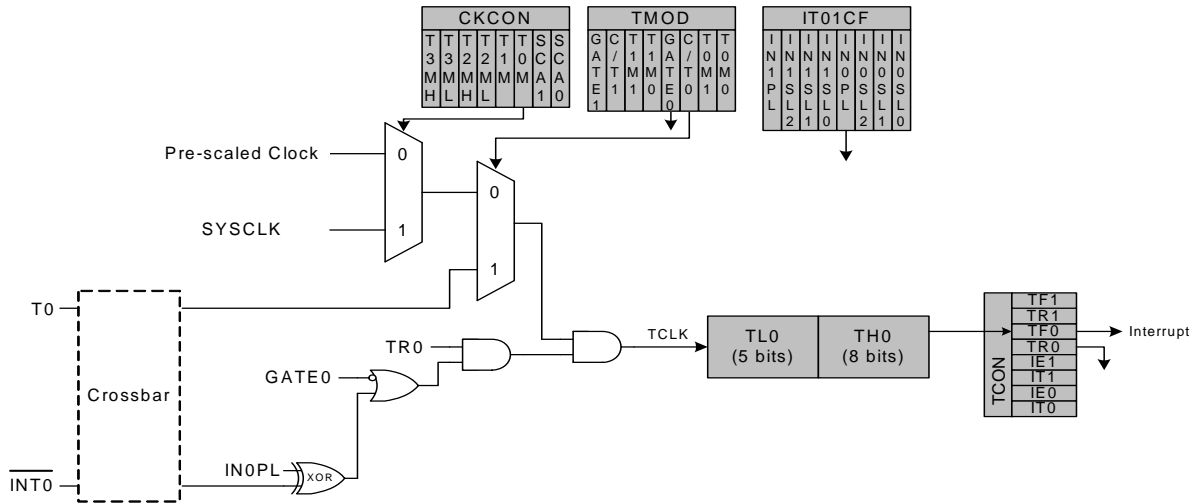 CKCON
T3MH
T3ML
T2MH
T2ML
T1M
T0M
SCA1
SCA0
TMOD
GATE1
C/T1
T1M1
T1M0
GATE0
C/T0
T0M1
T0M0
IT01CF
IN1PL
IN1SL2
IN1SL1
IN1SL0
IN0PL
IN0SL2
IN0SL1
IN0SL0
Pre-scaled Clock
0
SYSCLK
1
0
1
T0
Crossbar
TR0
GATE0
TCLK
TL0
(5 bits)
TH0
(8 bits)
TCON
TF1
TR1
TF0
TR0
IE1
IT1
IE0
IT0
Interrupt
IN0PL
XOR
INT0